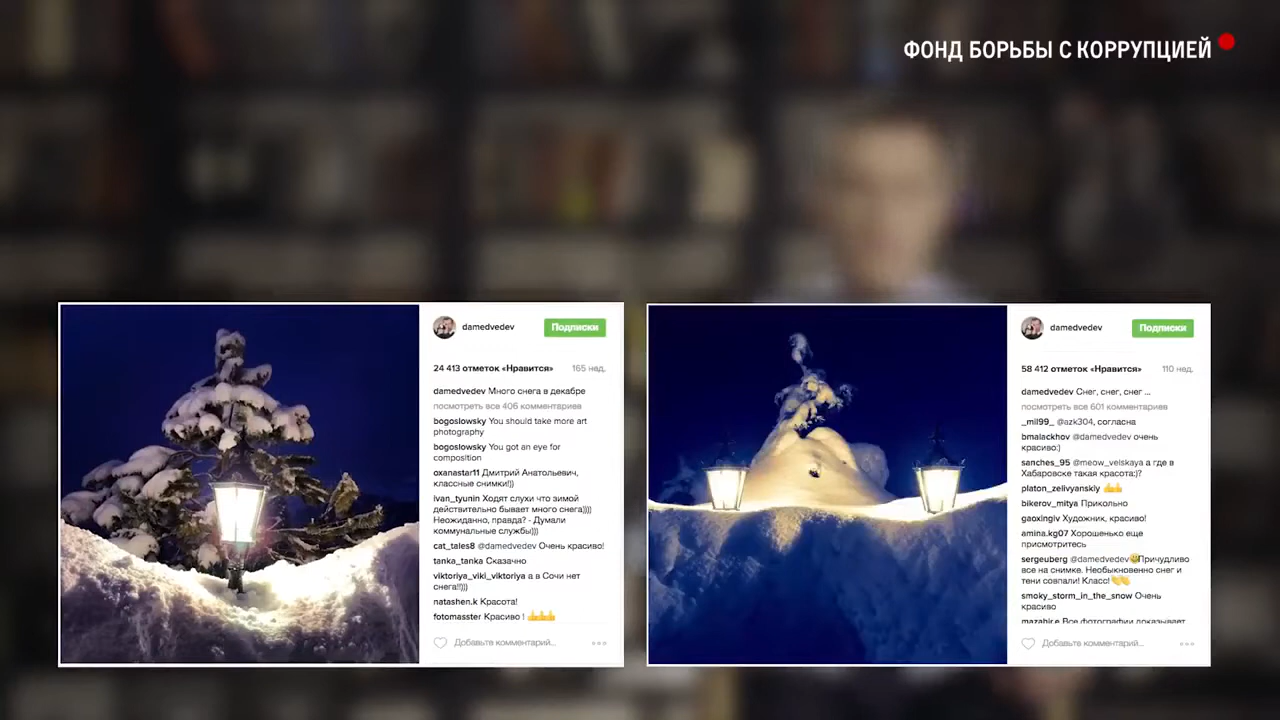 ФОНД БОРЬБЫ С КОРРУПЦИЕЙ
damedvedev Подписки
24 413 отметок «Нравится» 165 нед.
damedvedev Много снега в декабре
посмотреть все 406 комментариев
bogoslowsky You should take more art
photography
bogoslowsky You got an eye for
composition
oxanastar11 Дмитрий Анатольевич,
классные снимки!))
ivan_tyunin Ходят слухи что зимой
действительно бывает много снега))))
Неожиданно, правда? - Думали
коммунальные службы)))
cat_tales8 @damedvedev Очень красиво!
tanka_tanka Сказачно
viktoriya_viki_viktoriya а в Сочи нет
снега!!)))
natashen.k Красота!
fotomasster Красиво ! 👍👍👍
Добавьте комментарий...
damedvedev Подписки
58 412 отметок «Нравится» 110 нед.
damedvedev Снег, снег, снег ...
посмотреть все 601 комментариев
_mil99_ @azk304, согласна
bmalackhov @damedvedev очень
красиво:)
sanches_95 @meow_velskaya а где в
Хабаровске такая красота:)?
platon_zelivyanskiy 👍👍
bikerov_mitya Прикольно
gaoxingiv Художник, красиво!
amina.kg07 Хорошенько еще
присмотритесь
sergeuberg @damedvedev Причудливо
все на снимке. Необыкновенно снег и
тени совпали! Класс!👏👏
smoky_storm_in_the_snow Очень
красиво
mazahir.e Все фотографии доказывает
Добавьте комментарий...